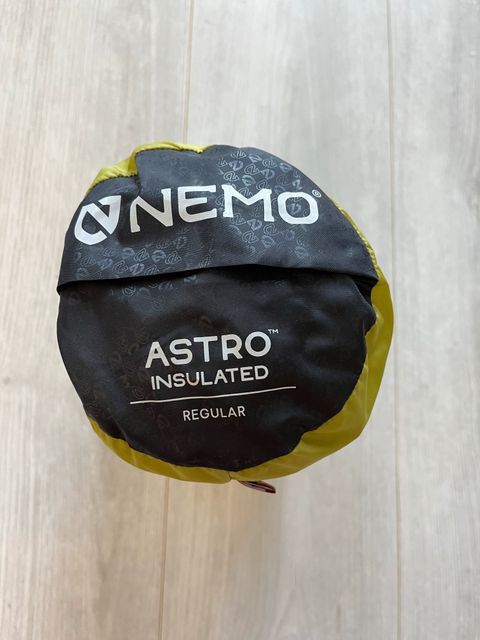 NEMO®
ASTRO™
INSULATED
REGULAR